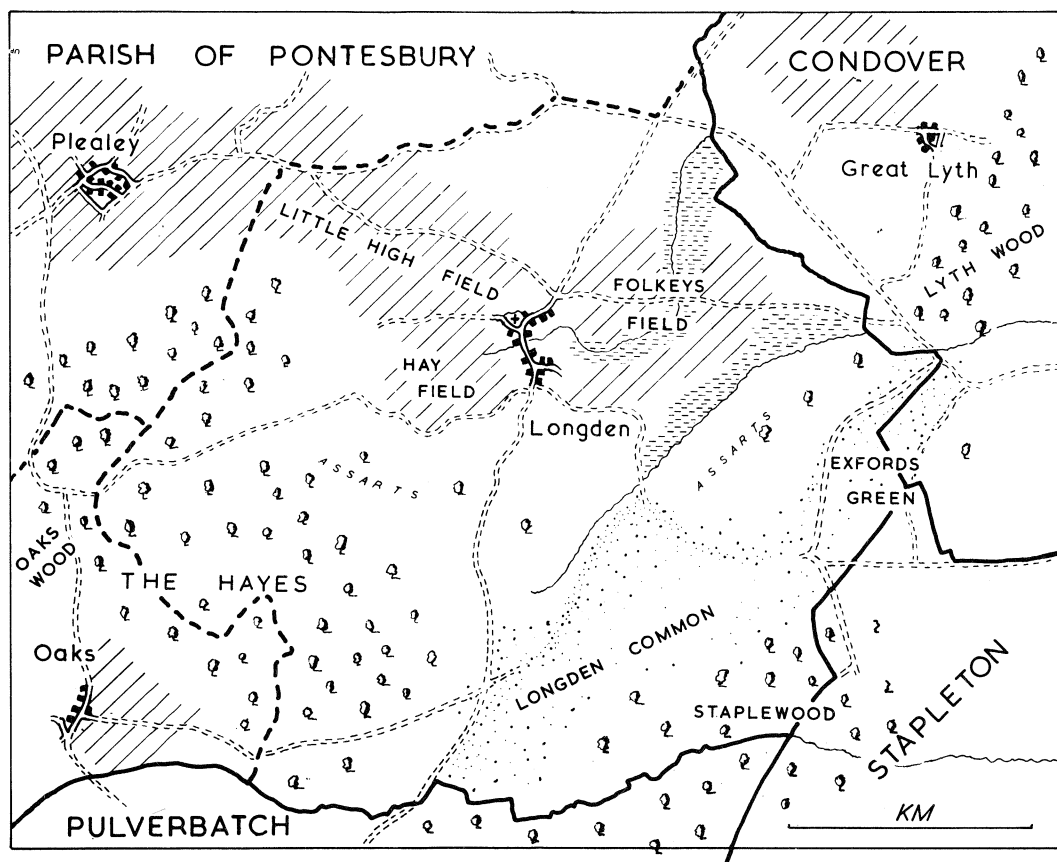 PARISH OF PONTESBURY
CONDOVER
Plealey
Great Lyth
LITTLE HIGH FIELD
LYTH WOOD
FOLKEYS
FIELD
HAY
FIELD
Longden
ASSARTS
ASSARTS
EXFORDS
GREEN
OAKS
WOOD
THE HAYES
LONGDEN COMMON
Oaks
STAPLEWOOD
STAPLETON
PULVERBATCH
KM